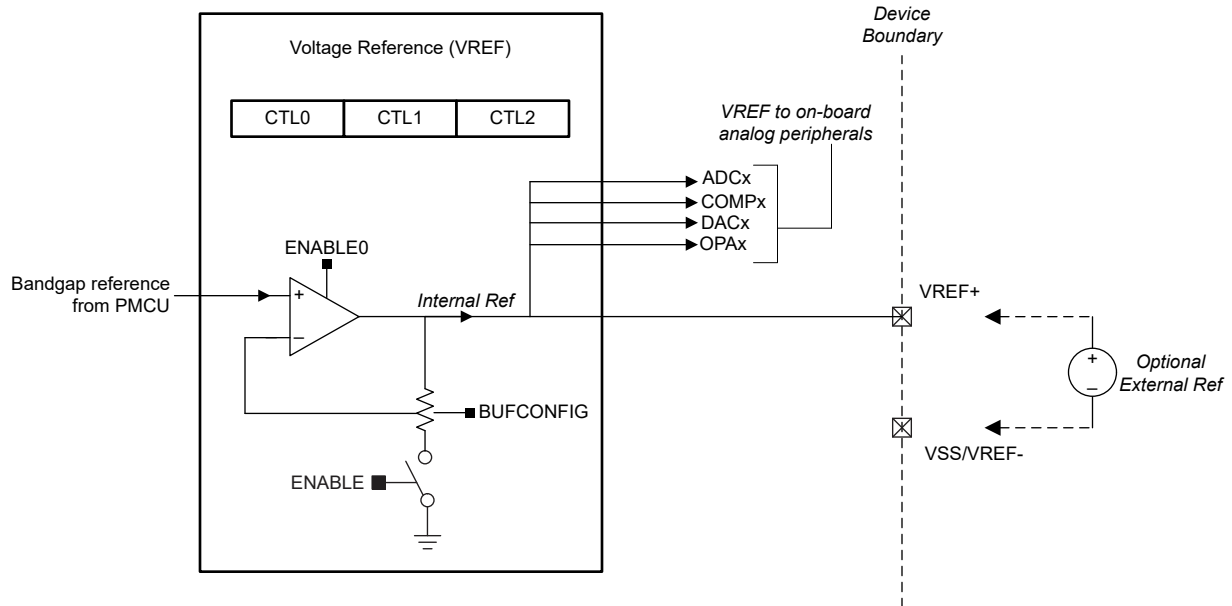 Device
Boundary
Voltage Reference (VREF)
CTL0 CTL1 CTL2
VREF to on-board
analog peripherals
ADCx
COMPx
DACx
OPAx
ENABLE0
Bandgap reference
from PMCU
+
−
Internal Ref
VREF+
+
−
Optional
External Ref
BUFCONFIG
VSS/VREF-
ENABLE